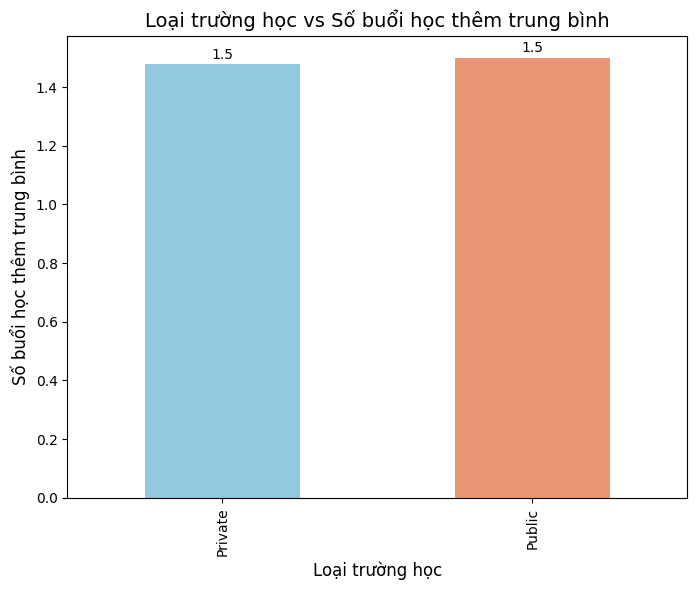 Loại trường học vs Số buổi học thêm trung bình
1.5
1.5
1.4
1.2
1.0
0.8
0.6
0.4
0.2
0.0
Số buổi học thêm trung bình
Private
Public
Loại trường học